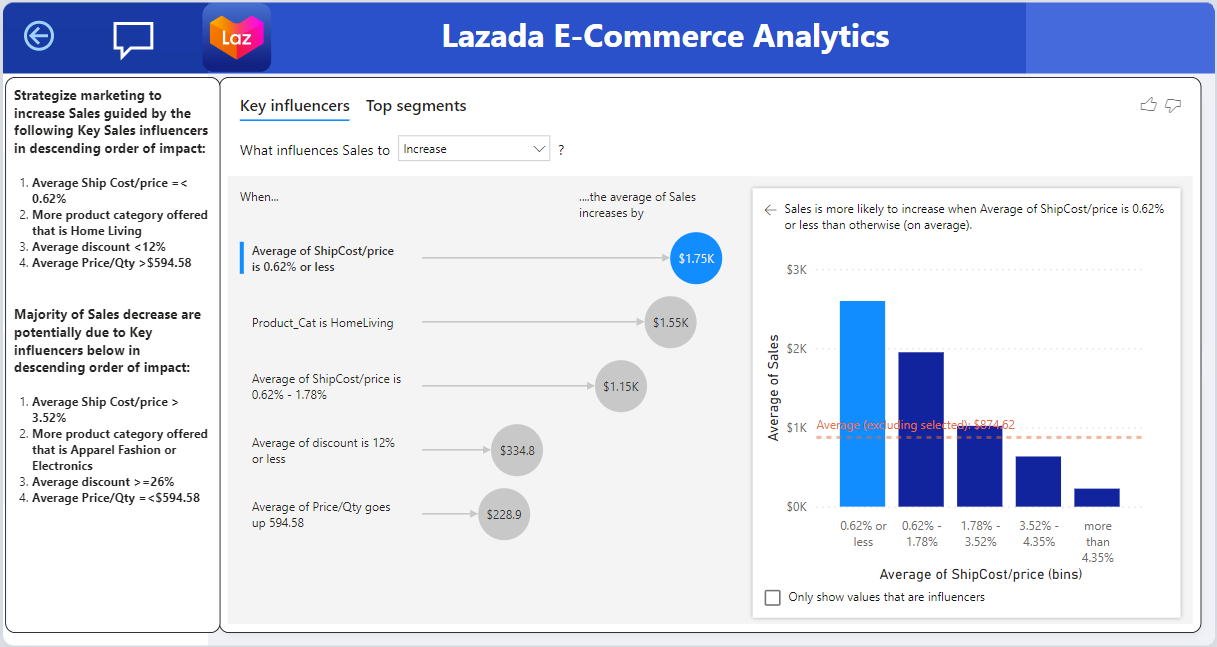 Laz
Lazada E-Commerce Analytics
Strategize marketing to
increase Sales guided by the
following Key Sales influencers
in descending order of impact:
1. Average Ship Cost/price =<
0.62%
2. More product category offered
that is Home Living
3. Average discount <12%
4. Average Price/Qty >$594.58
Majority of Sales decrease are
potentially due to Key
influencers below in
descending order of impact:
1. Average Ship Cost/price >
3.52%
2. More product category offered
that is Apparel Fashion or
Electronics
3. Average discount >=26%
4. Average Price/Qty =<$594.58
Key influencers Top segments
What influences Sales to Increase ?
When...
....the average of Sales
increases by
Average of ShipCost/price
is 0.62% or less
$1.75K
Product_Cat is HomeLiving
$1.55K
Average of ShipCost/price is
0.62% - 1.78%
$1.15K
Average of discount is 12%
or less
$334.8
Average of Price/Qty goes
up 594.58
$228.9
Sales is more likely to increase when Average of ShipCost/price is 0.62%
or less than otherwise (on average).
Average of Sales
$3K
$2K
$1K
$0K
Average (excluding selected): $874.62
0.62% or
less
0.62% -
1.78%
1.78% -
3.52%
3.52% -
4.35%
more
than
4.35%
Average of ShipCost/price (bins)
Only show values that are influencers